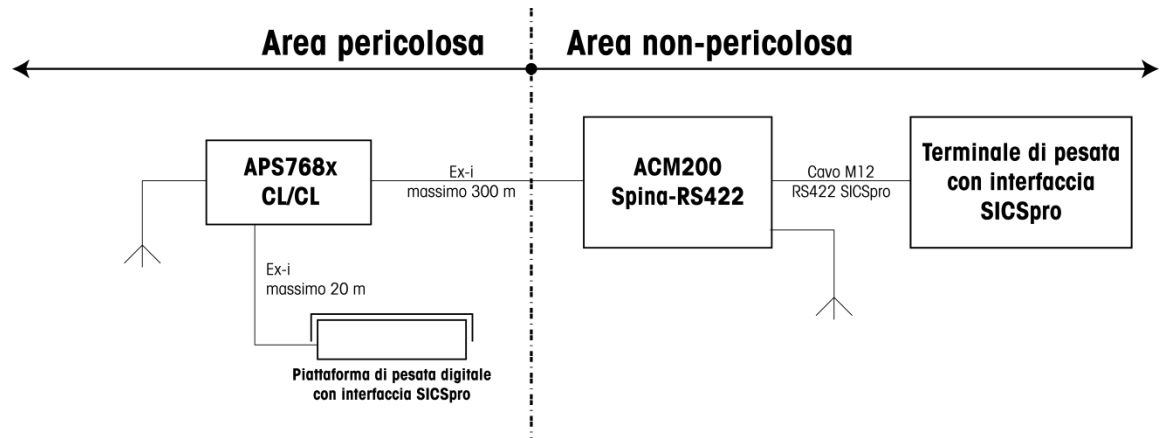 Area pericolosa
Area non-pericolosa
APS768x
CL/CL
Ex-i
massimo 300 m
ACM200
Spina-RS422
Cavo M12
RS422 SICSpro
Terminale di pesata
con interfaccia
SICSpro
Ex-i
massimo 20 m
Piattaforma di pesata digitale
con interfaccia SICSpro